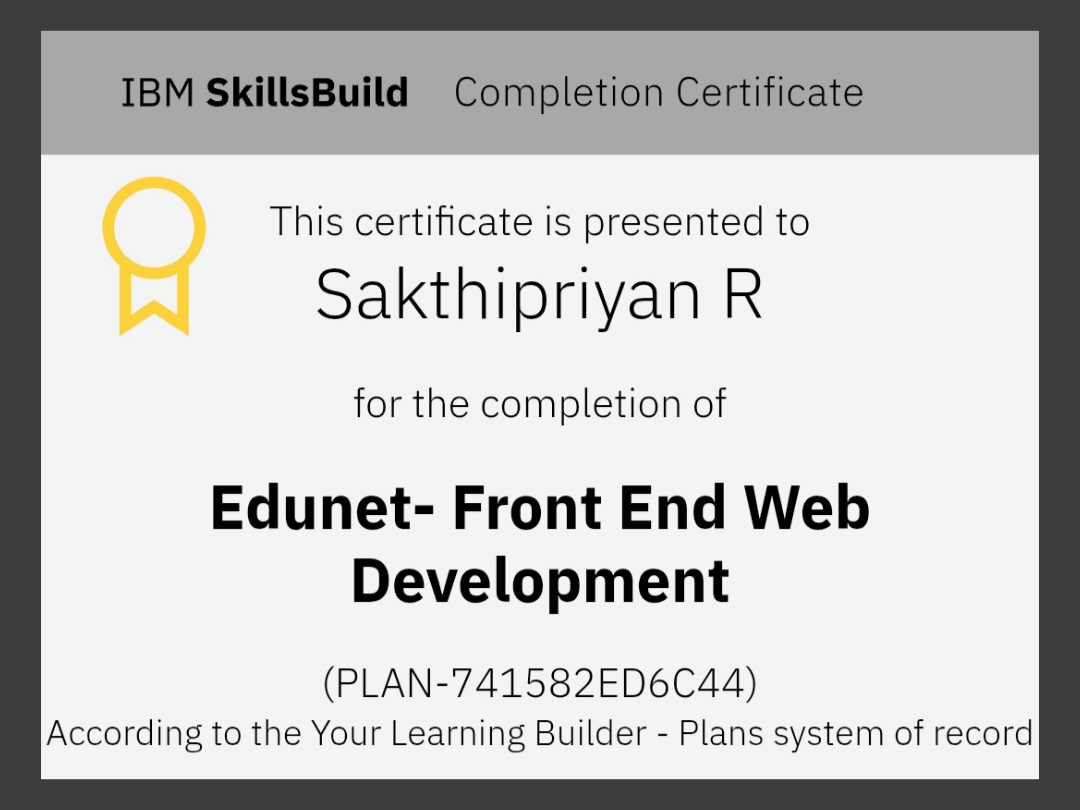 IBM SkillsBuild Completion Certificate
This certificate is presented to
Sakthipriyan R
for the completion of
Edunet- Front End Web
Development
(PLAN-741582ED6C44)
According to the Your Learning Builder - Plans system of record